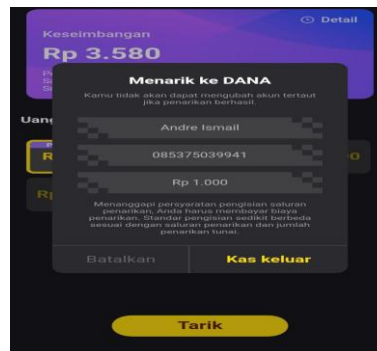 Detail
Keseimbangan
Rp 3.580
Menarik ke DANA
Kamu tidak akan dapat mengubah akun tertaut
jika penarikan berhasil.
Uang
Andre Ismail
085375039941
Rp 1.000
Menanggapi persyaratan pengisian saluran
penarikan, Anda harus membayar biaya
penarikan. Standar pengisian sedikit berbeda
sesuai dengan saluran penarikan dan jumlah
penarikan tunai.
Batalkan Kas keluar
Tarik